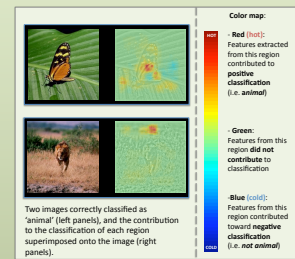 Color map:
HOT
- Red (hot):
Features extracted
from this region
contributed to
positive
classification
(i.e. animal)
- Green:
Features from this
region did not
contribute to
classification
-Blue (cold):
Features from this
region contributed
toward negative
classification
(i.e. not animal)
COLD
Two images correctly classified as
'animal' (left panels), and the contribution
to the classification of each region
superimposed onto the image (right
panels).